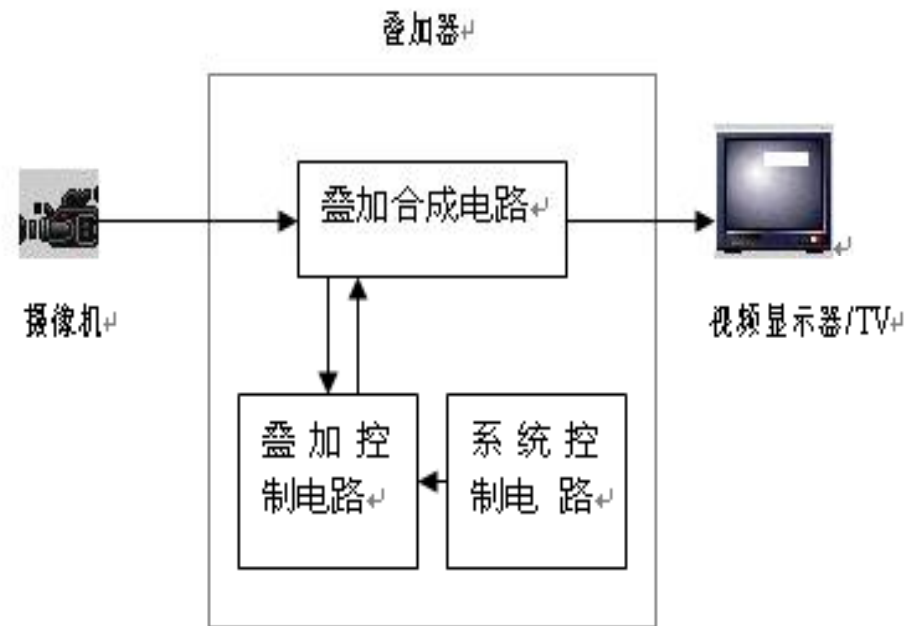 叠加器
叠加合成电路
摄像机
视频显示器/TV
叠 加 控
制电路
系 统 控
制电 路